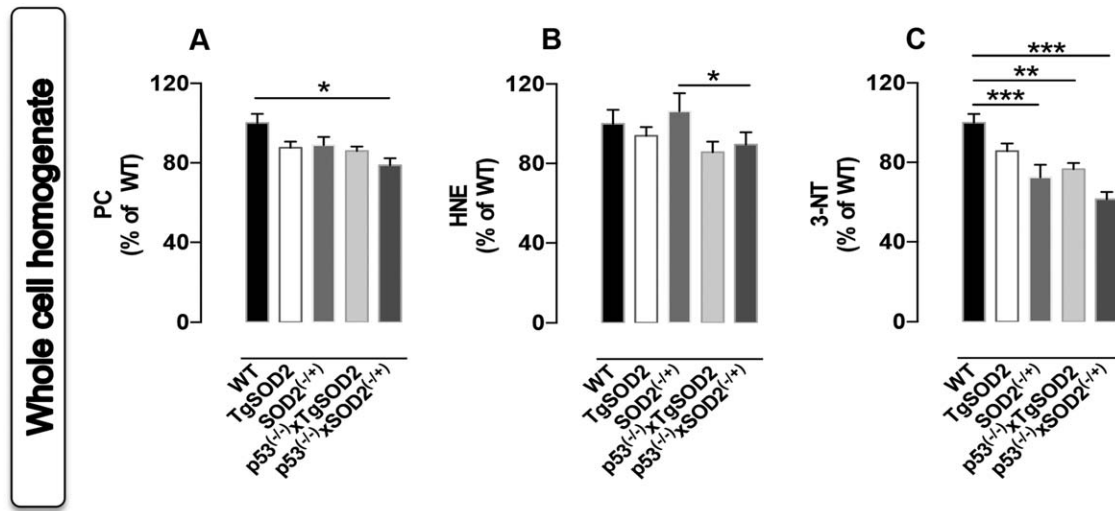 Whole cell homogenate
A
PC
(% of WT)
120
80
40
0
*
WT
TgSOD2
SOD2(-/+)
p53(-/-)xTgSOD2
p53(-/-)xSOD2(-/+)
B
HNE
(% of WT)
120
80
40
0
*
WT
TgSOD2
SOD2(-/+)
p53(-/-)xTgSOD2
p53(-/-)xSOD2(-/+)
C
3-NT
(% of WT)
120
80
40
0
***
**
***
WT
TgSOD2
SOD2(-/+)
p53(-/-)xTgSOD2
p53(-/-)xSOD2(-/+)